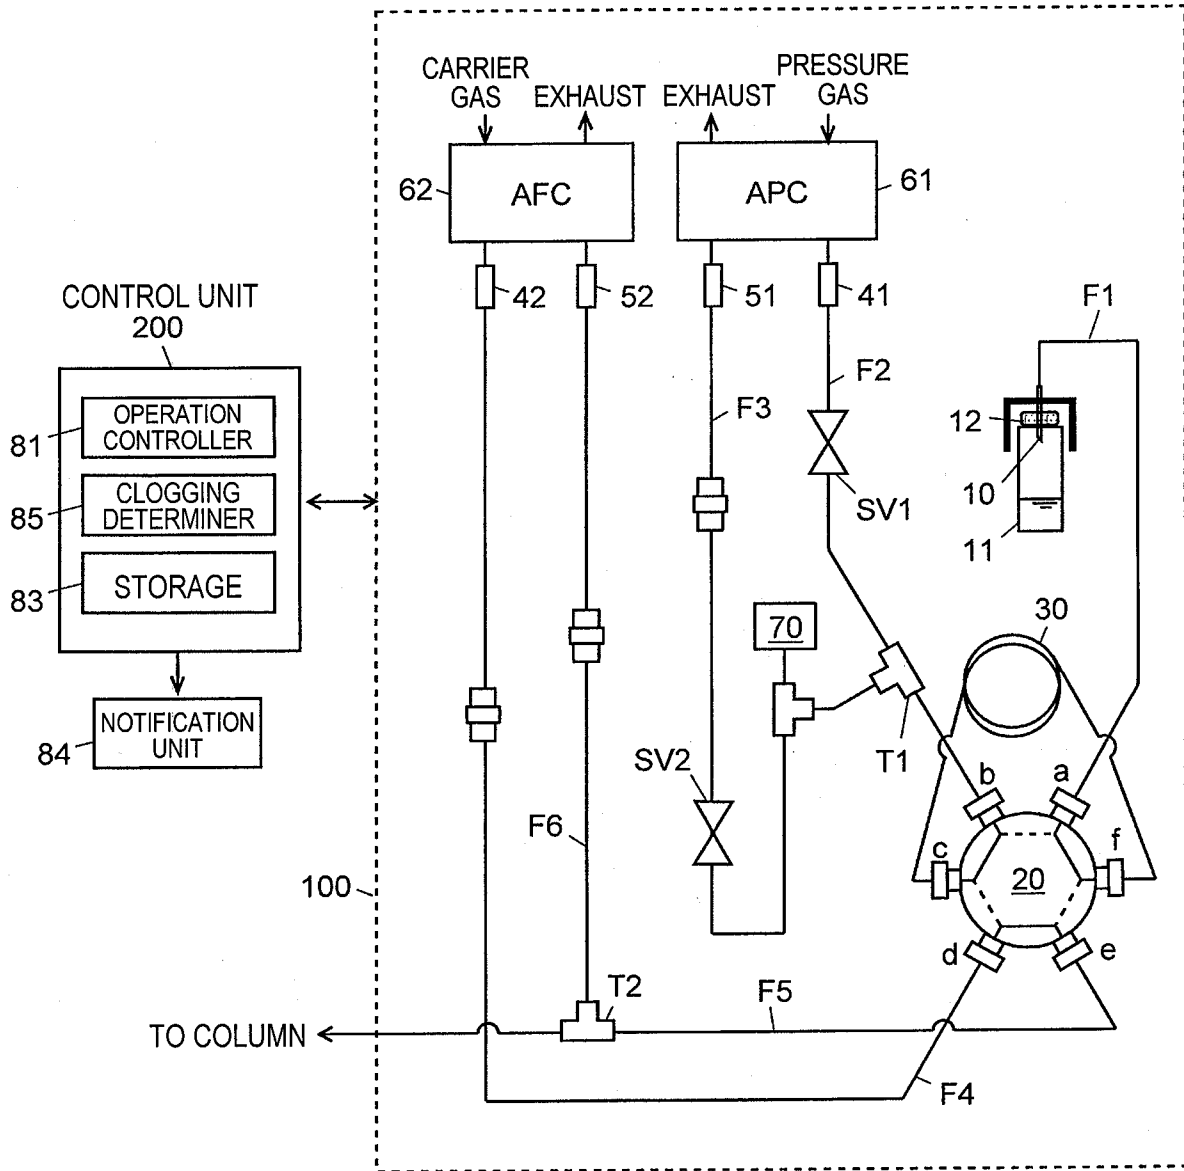 CARRIER
GAS
EXHAUST
EXHAUST
PRESSURE
GAS
62
AFC
APC
61
42
52
51
41
F1
CONTROL UNIT
200
F2
F3
12
81
OPERATION
CONTROLLER
10
SV1
85
CLOGGING
DETERMINER
11
83
STORAGE
70
30
84
NOTIFICATION
UNIT
T1
SV2
b
a
F6
c
f
20
100
d
e
T2
F5
TO COLUMN
F4